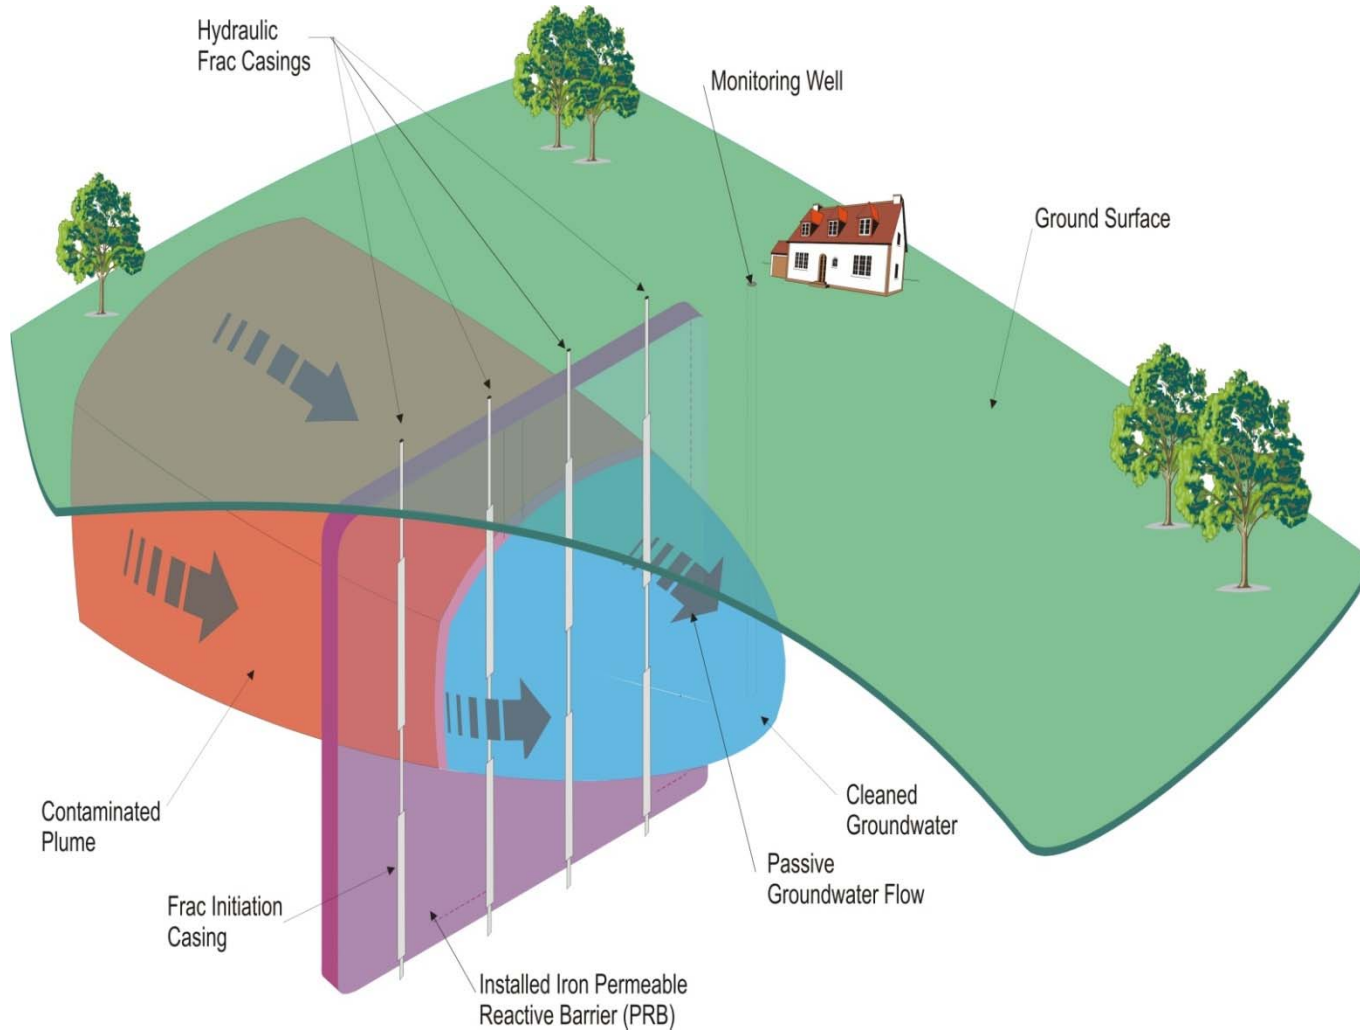 Hydraulic
Frac Casings
Monitoring Well
Ground Surface
Contaminated
Plume
Cleaned
Groundwater
Passive
Groundwater Flow
Frac Initiation
Casing
Installed Iron Permeable
Reactive Barrier (PRB)